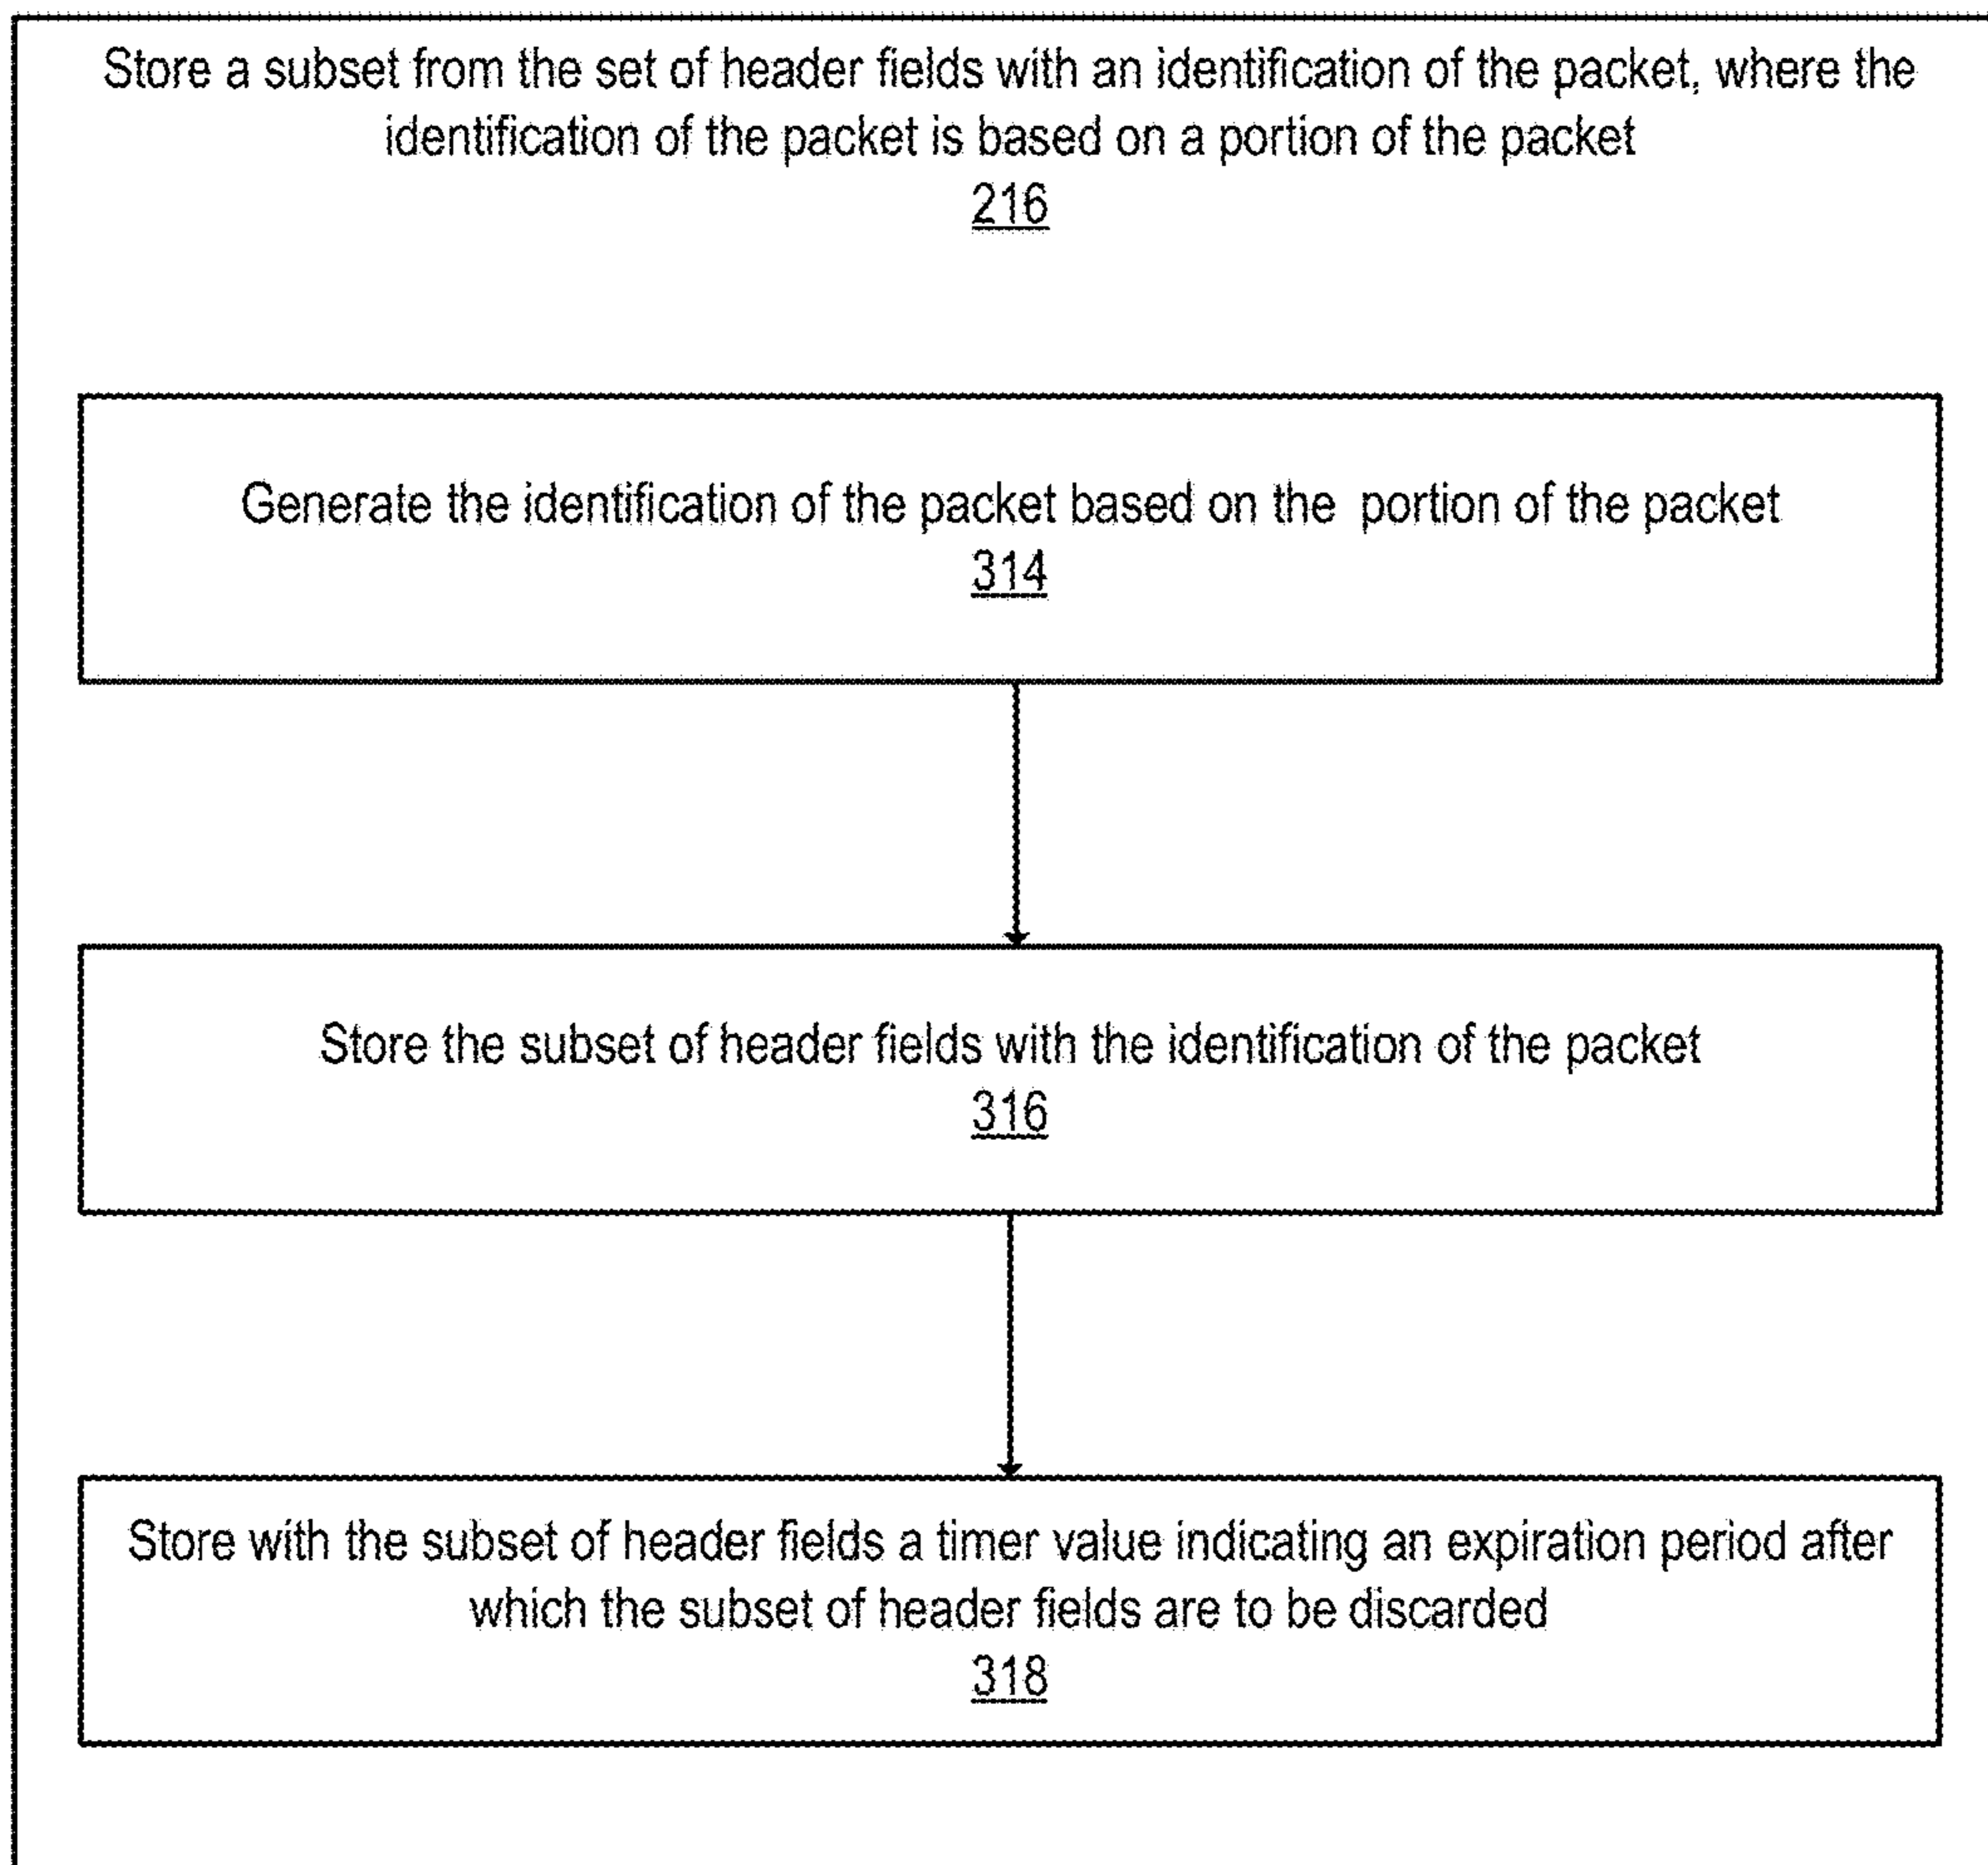 Store a subset from the set of header fields with an identification of the packet, where the
identification of the packet is based on a portion of the packet
216
Generate the identification of the packet based on the portion of the packet
314
Store the subset of header fields with the identification of the packet
316
Store with the subset of header fields a timer value indicating an expiration period after
which the subset of header fields are to be discarded
318